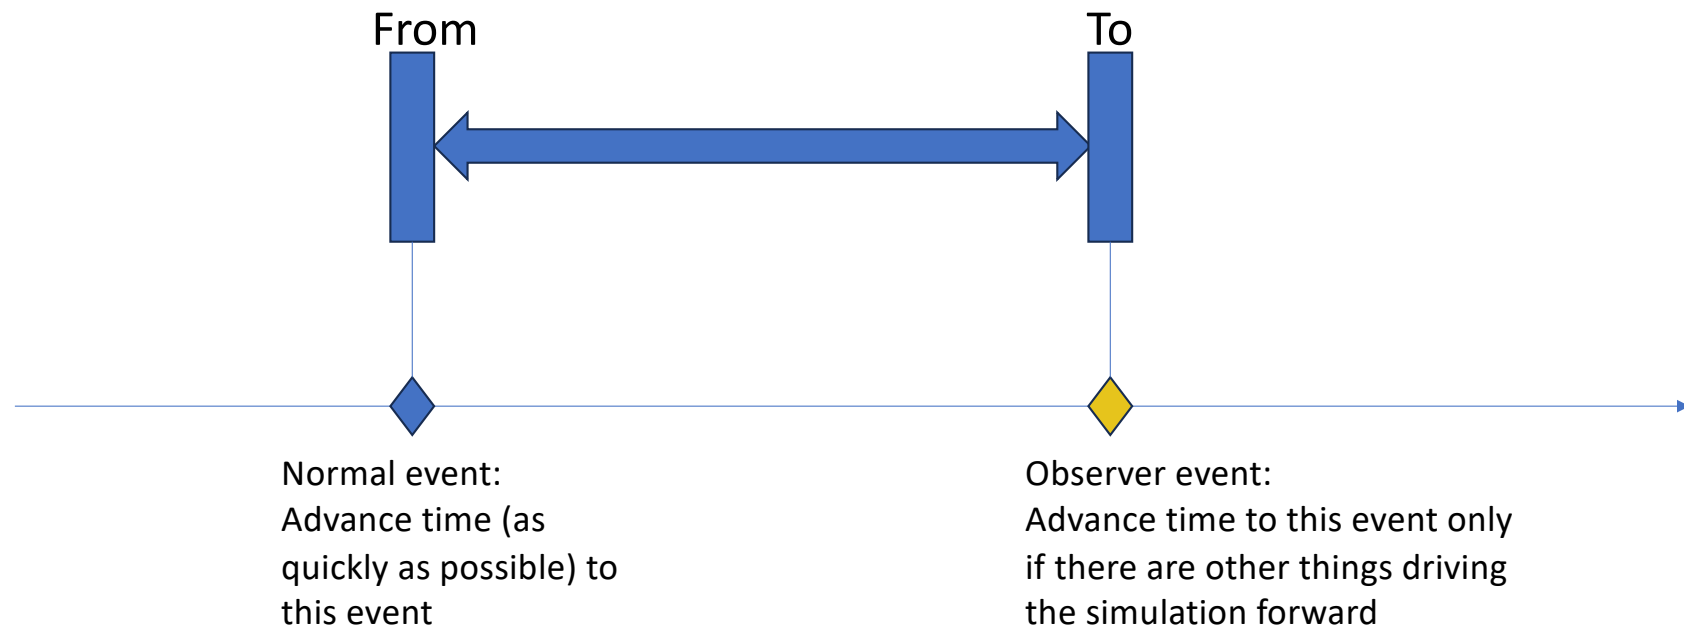 From
To
Normal event:
Advance time (as
quickly as possible) to
this event
Observer event:
Advance time to this event only
if there are other things driving
the simulation forward